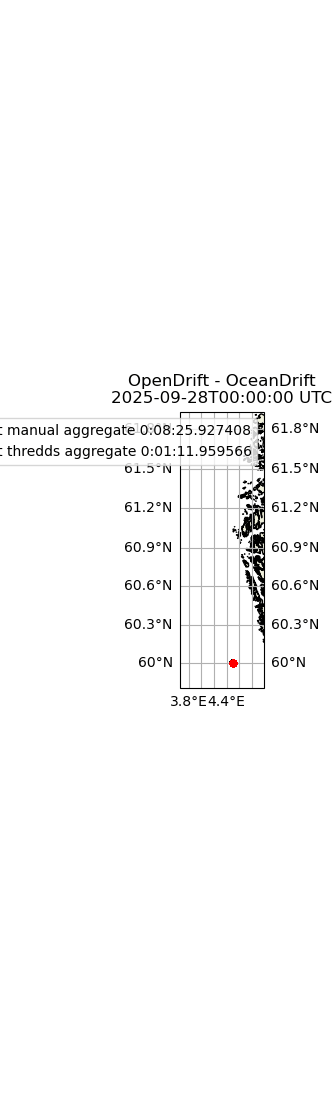 OpenDrift - OceanDrift
2025-09-28T00:00:00 UTC
t manual aggregate 0:08:25.927408
t thredds aggregate 0:01:11.959566
61.8°N
61.5°N 61.5°N
61.2°N 61.2°N
60.9°N 60.9°N
60.6°N 60.6°N
60.3°N 60.3°N
60°N 60°N
3.8°E 4.4°E